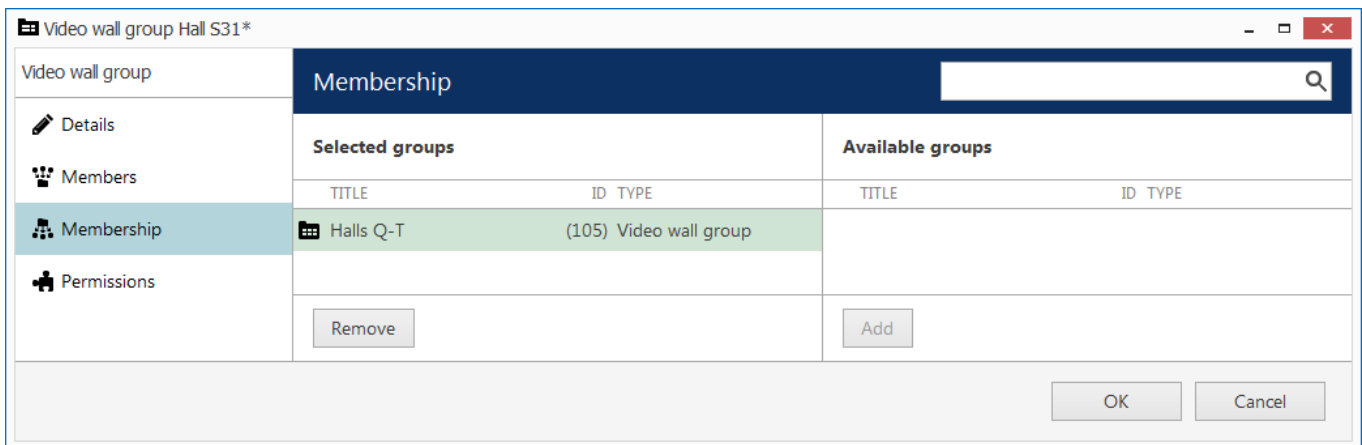 Video wall group Hall S31*
Video wall group
Details
Members
Membership
Permissions
Membership
Selected groups
TITLE ID TYPE
Halls Q-T (105) Video wall group
Remove
Available groups
TITLE ID TYPE
Add
OK Cancel